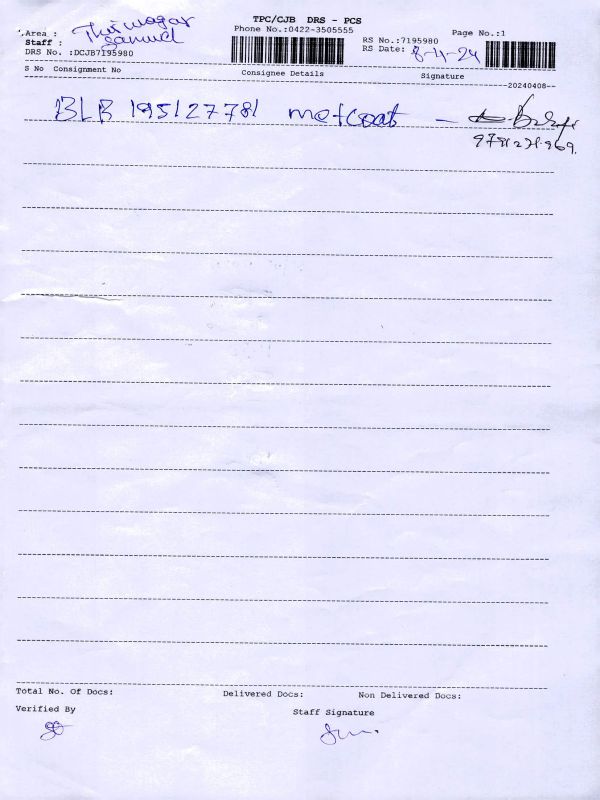 TPC/CJB DRS - PCS
Area : Thirunagar
Phone No.:0422-3505555
Page No.:1
Staff : Samuel
RS No.:7195980
DRS No. :DCJB7195980
RS Date: 8-4-24
S No Consignment No Consignee Details Signature
--20240408--
BLR 195127781 metcoat -
Total No. Of Docs: Delivered Docs: Non Delivered Docs:
Verified By Staff Signature